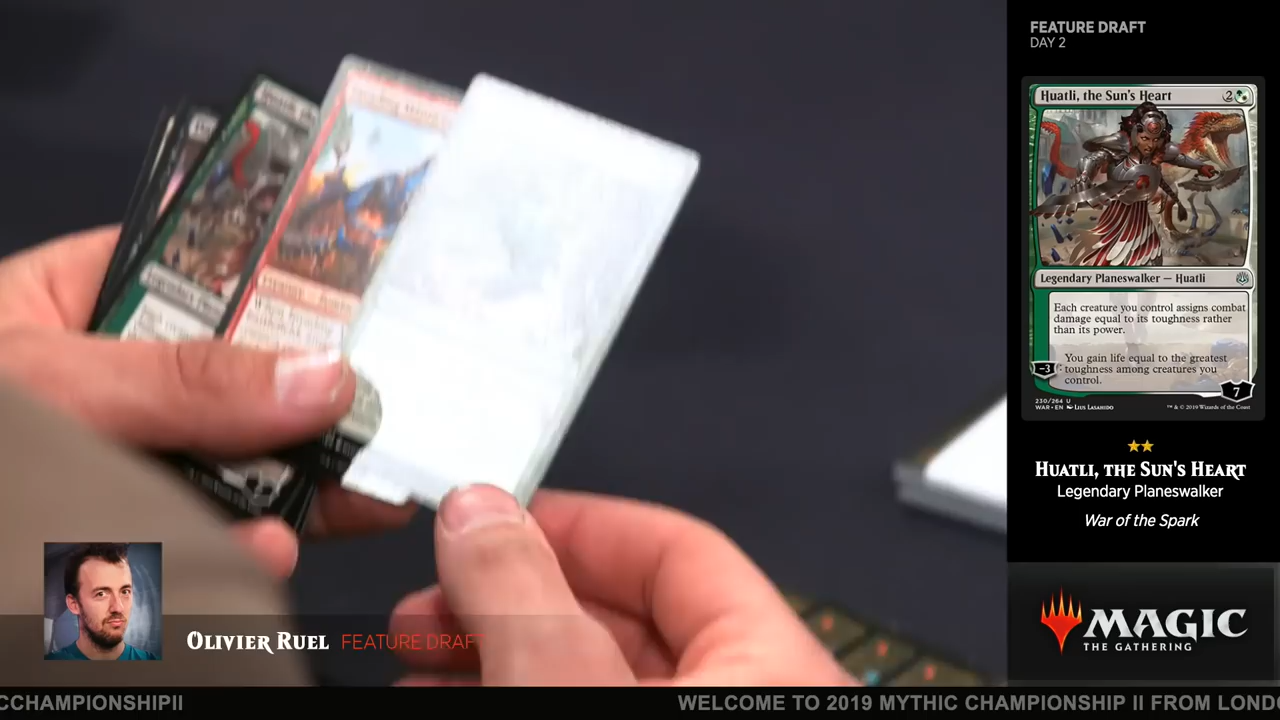 FEATURE DRAFT
DAY 2
Huatli, the Sun's Heart 2
Legendary Planeswalker — Huatli
Each creature you control assigns combat
damage equal to its toughness rather
than its power.
-3
You gain life equal to the greatest
toughness among creatures you
control.
7
230/264 U
WAR • EN Lius Lasahido
™ & © 2019 Wizards of the Coast
HUATLI, THE SUN'S HEART
Legendary Planeswalker
War of the Spark
MAGIC
THE GATHERING
OLIVIER RUEL FEATURE DRAF
CCHAMPIONSHIPII
WELCOME TO 2019 MYTHIC CHAMPIONSHIP II FROM LOND